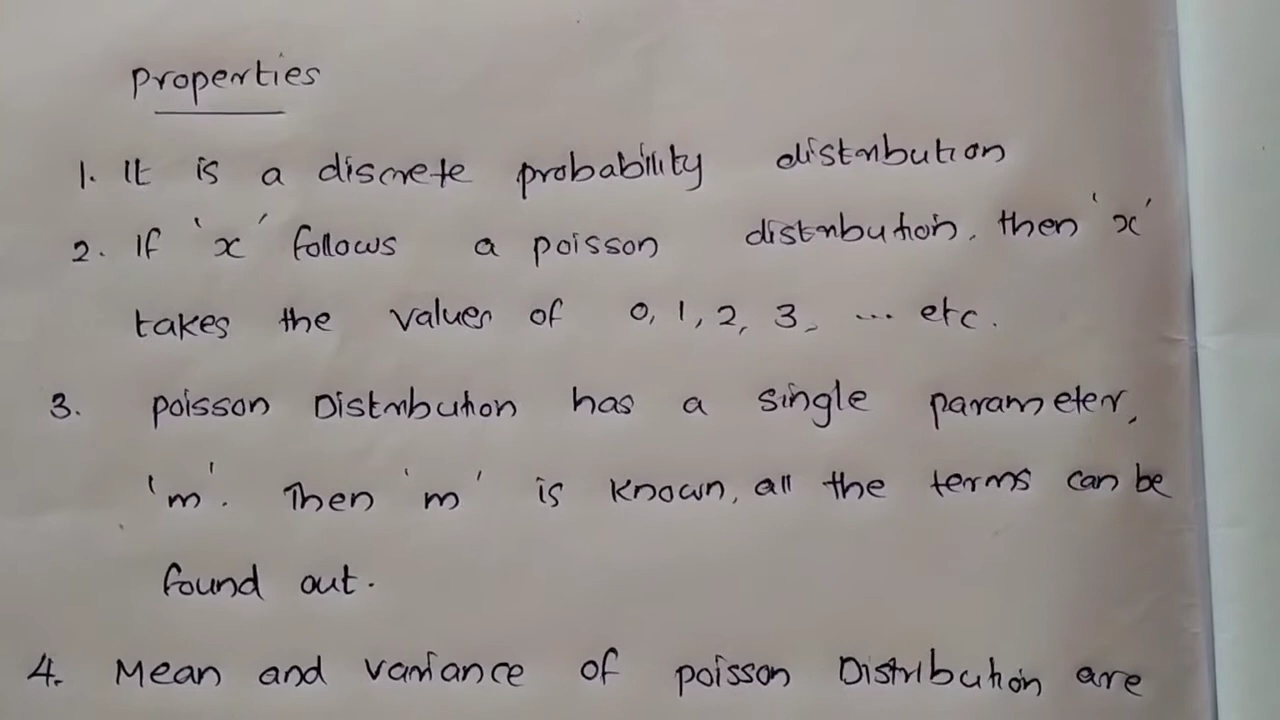 Properties
1. It is a discrete probability distribution
2. If 'x' follows a poisson distribution, then 'x'
takes the values of 0, 1, 2, 3, ... etc.
3. poisson Distribution has a single parameter,
'm'. Then 'm' is known, all the terms can be
found out.
4. Mean and variance of poisson Distribution are